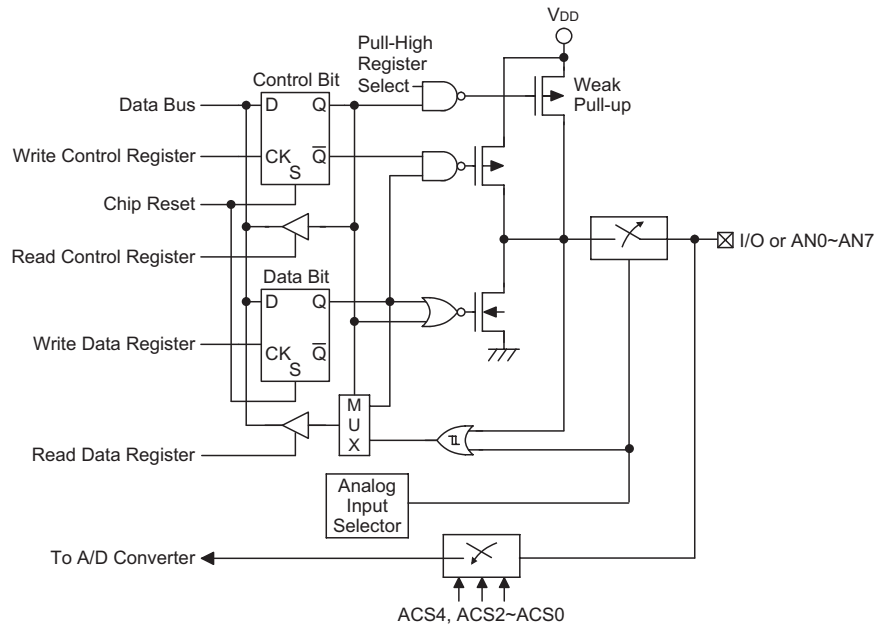 VDD
Pull-High
Register
Select
Control Bit
Weak
Pull-up
Data Bus
D
Q
Write Control Register
CK
Q̅
S
Chip Reset
Read Control Register
I/O or AN0~AN7
Data Bit
D
Q
Write Data Register
CK
Q̅
S
M
U
X
Read Data Register
Analog
Input
Selector
To A/D Converter
ACS4, ACS2~ACS0